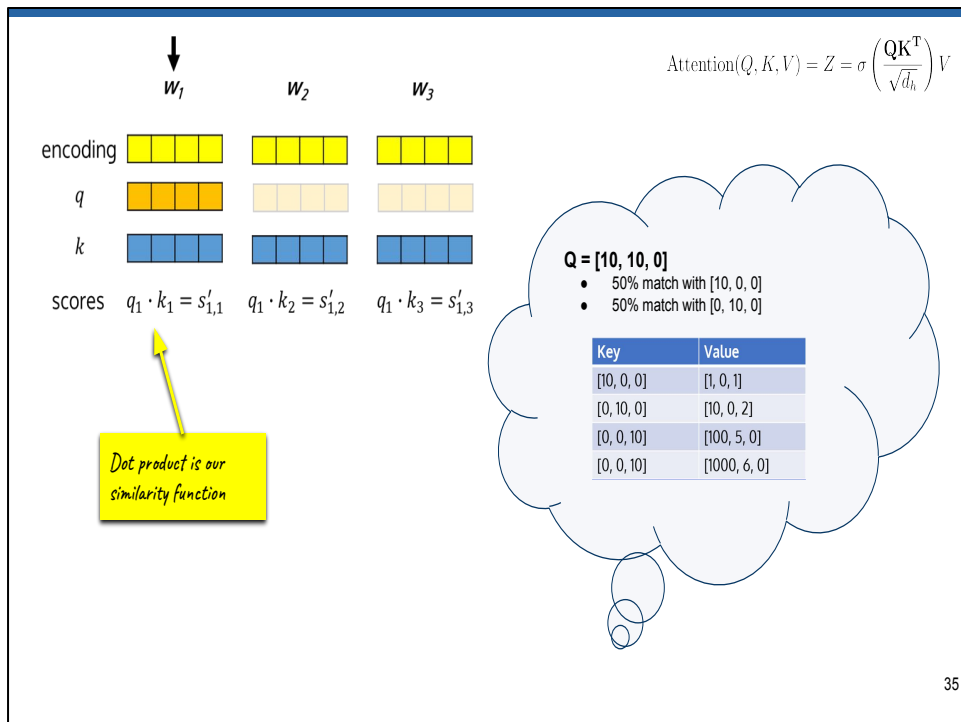 Attention(Q, K, V) = Z = σ(QKᵀ / √dₕ) V
w₁ w₂ w₃
encoding
q
k
scores q₁ · k₁ = s′₁,₁ q₁ · k₂ = s′₁,₂ q₁ · k₃ = s′₁,₃
Dot product is our
similarity function
Q = [10, 10, 0]
• 50% match with [10, 0, 0]
• 50% match with [0, 10, 0]
Key Value
[10, 0, 0] [1, 0, 1]
[0, 10, 0] [10, 0, 2]
[0, 0, 10] [100, 5, 0]
[0, 0, 10] [1000, 6, 0]
35